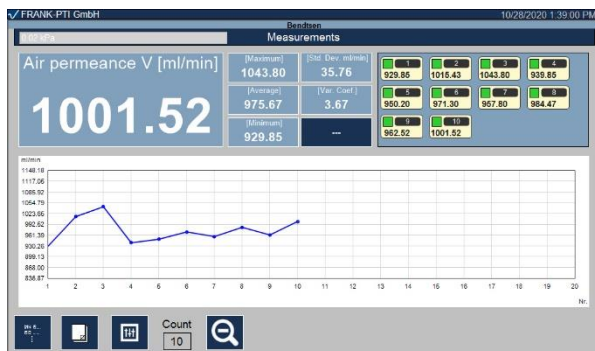 FRANK-PTI GmbH 10/28/2020 1:39:00 PM
Bendtsen
0.02 kPa Measurements
Air permeance V [ml/min]
1001.52
[Maximum]
1043.80
[Std. Dev. ml/min]
35.76
[Average]
975.67
[Var. Coef.]
3.67
[Minimum]
929.85
---
1 2 3 4
929.85 1015.43 1043.80 939.85
5 6 7 8
950.20 971.30 957.80 984.47
9 10
962.52 1001.52
ml/min
1148.18
1117.05
1085.92
1054.79
1023.66
992.52
961.39
930.26
899.13
868.00
836.87
1 2 3 4 5 6 7 8 9 10 11 12 13 14 15 16 17 18 19 20
Nr.
Count
10